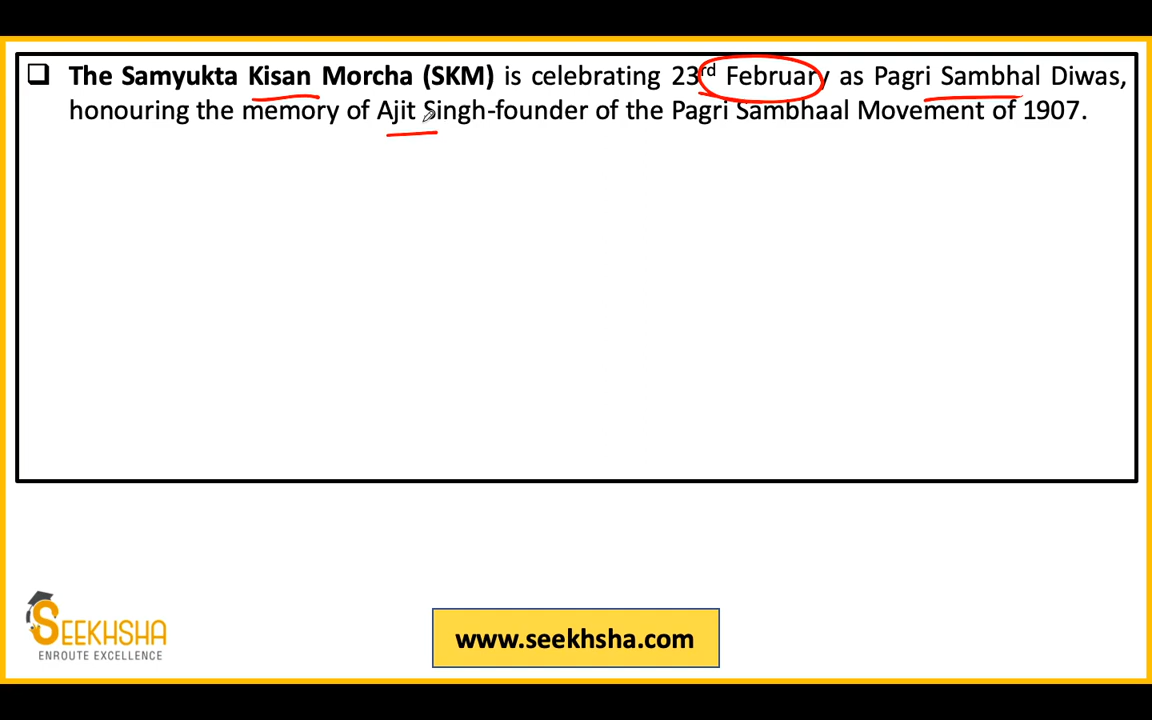 The Samyukta Kisan Morcha (SKM) is celebrating 23rd February as Pagri Sambhal Diwas,
honouring the memory of Ajit Singh-founder of the Pagri Sambhaal Movement of 1907.
SEEKHSHA
ENROUTE EXCELLENCE
www.seekhsha.com